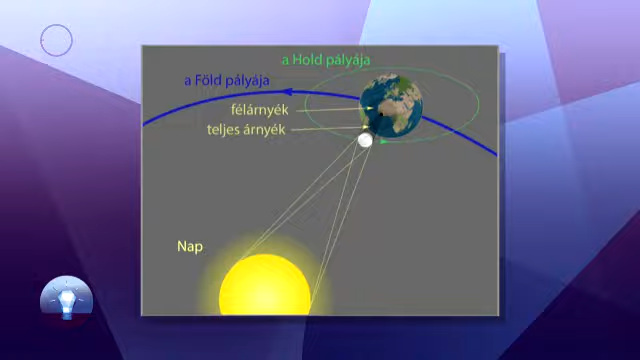 a Hold pályája
a Föld pályája
félárnyék
teljes árnyék
Nap